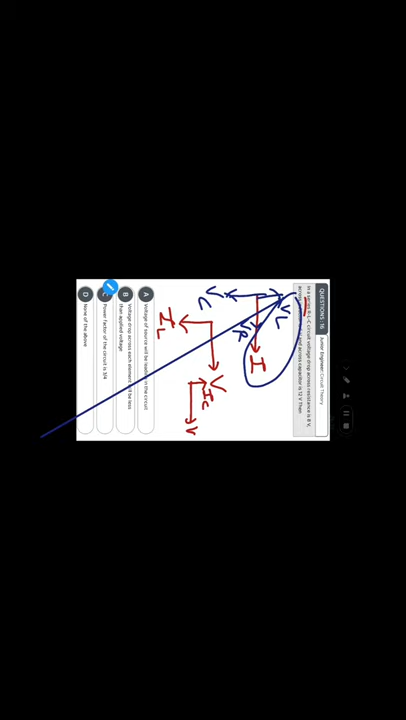 QUESTIONS: 16
Junior Engineer Circuit Theory
In a series R-L-C circuit voltage drop across resistance is 8 V,
and across capacitor is 12 V Then
VL
VR
I
VC
V
IL
IC
V
A Voltage of source will be leading in the circuit
B Voltage drop across each element will be less
then applied voltage
C Power factor of the circuit is 3/4
D None of the above